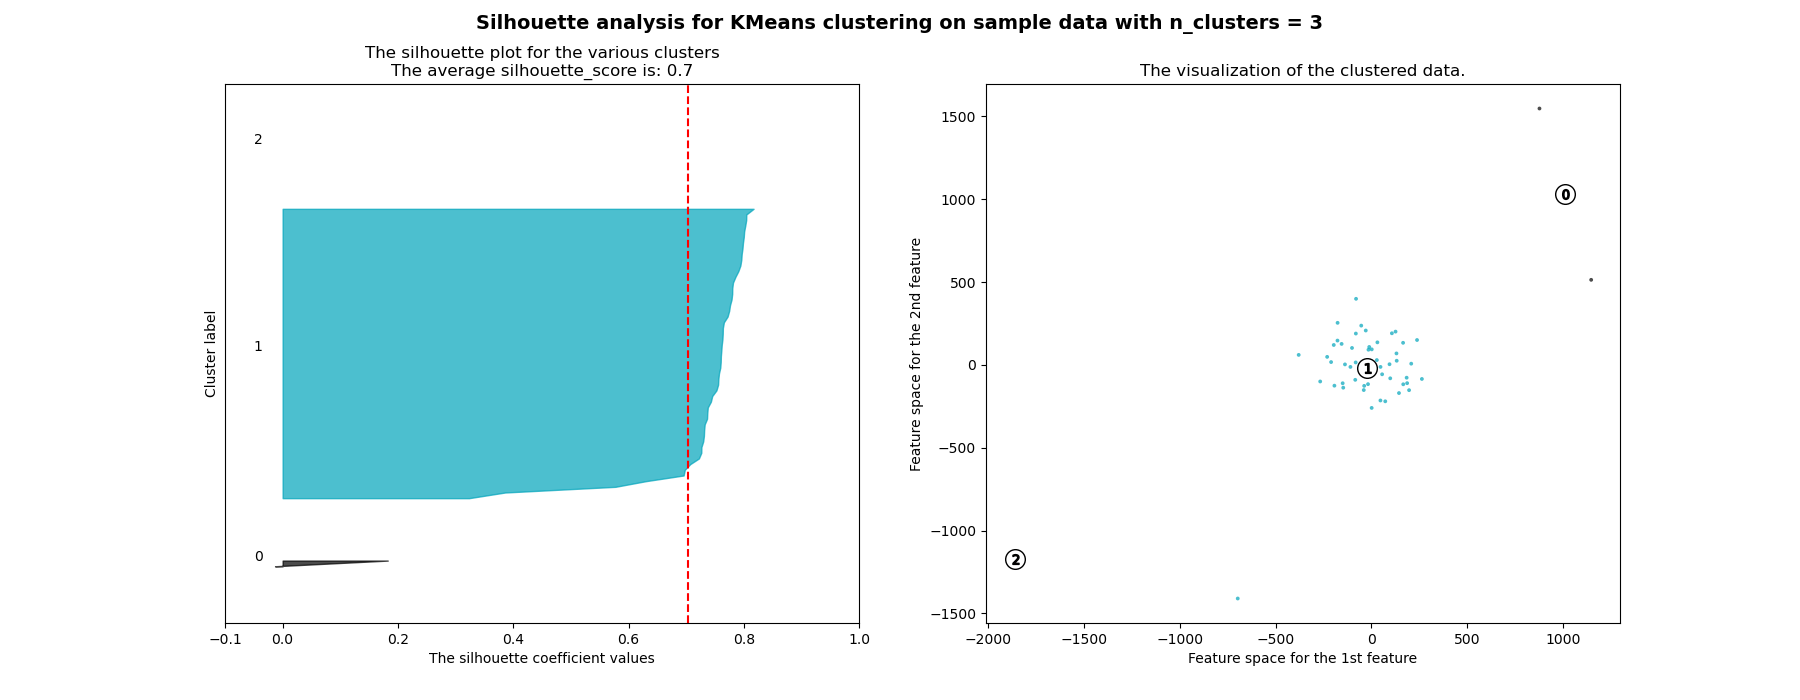 Silhouette analysis for KMeans clustering on sample data with n_clusters = 3
The silhouette plot for the various clusters
The average silhouette_score is: 0.7
2
1
0
Cluster label
−0.1 0.0 0.2 0.4 0.6 0.8 1.0
The silhouette coefficient values
The visualization of the clustered data.
1500
1000
500
0
−500
−1000
−1500
Feature space for the 2nd feature
0
1
2
−2000 −1500 −1000 −500 0 500 1000
Feature space for the 1st feature